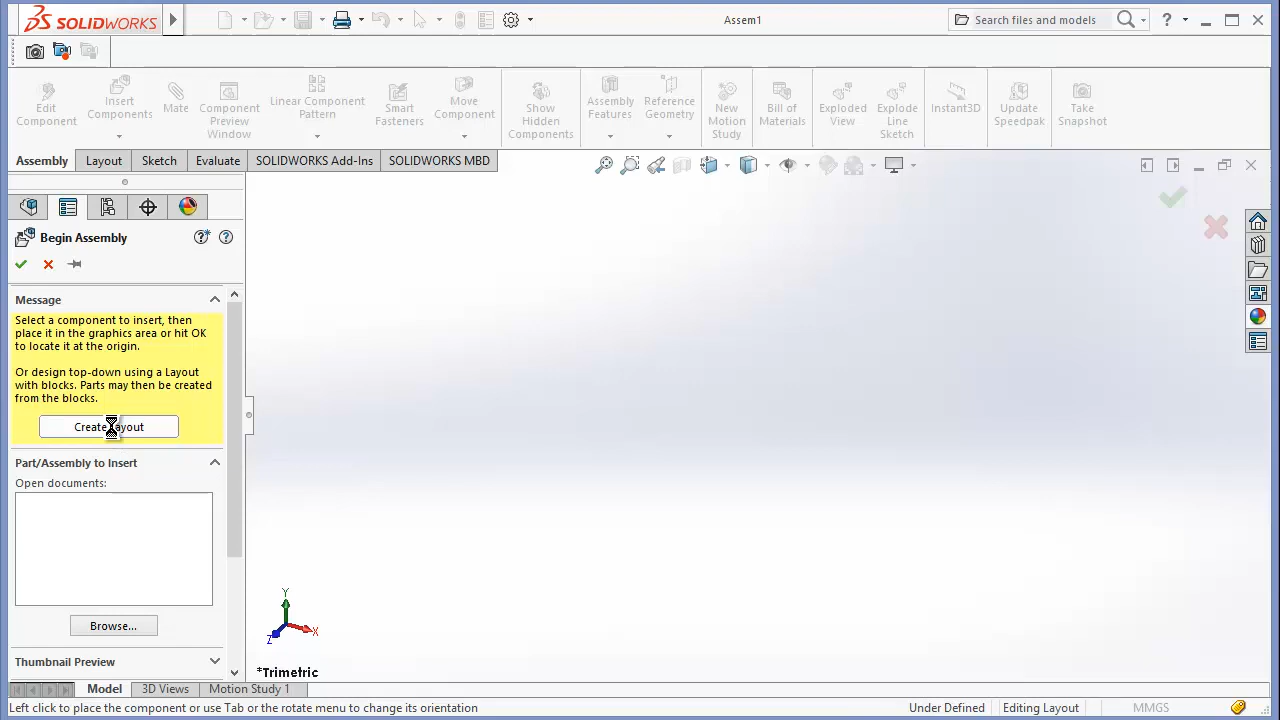 SOLIDWORKS
Assem1
Search files and models
?
Edit Component
Insert Components
Mate
Component Preview Window
Linear Component Pattern
Smart Fasteners
Move Component
Show Hidden Components
Assembly Features
Reference Geometry
New Motion Study
Bill of Materials
Exploded View
Explode Line Sketch
Instant3D
Update Speedpak
Take Snapshot
Assembly
Layout
Sketch
Evaluate
SOLIDWORKS Add-Ins
SOLIDWORKS MBD
Begin Assembly
Message
Select a component to insert, then
place it in the graphics area or hit OK
to locate it at the origin.
Or design top-down using a Layout
with blocks. Parts may then be created
from the blocks.
Create Layout
Part/Assembly to Insert
Open documents:
Browse...
Thumbnail Preview
Y
X
Z
*Trimetric
Model
3D Views
Motion Study 1
Left click to place the component or use Tab or the rotate menu to change its orientation
Under Defined
Editing Layout
MMGS